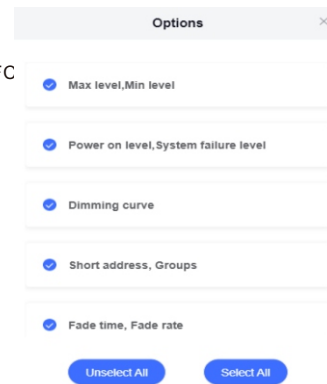 Options
Max level,Min level
Power on level,System failure level
Dimming curve
Short address, Groups
Fade time, Fade rate
Unselect All Select All